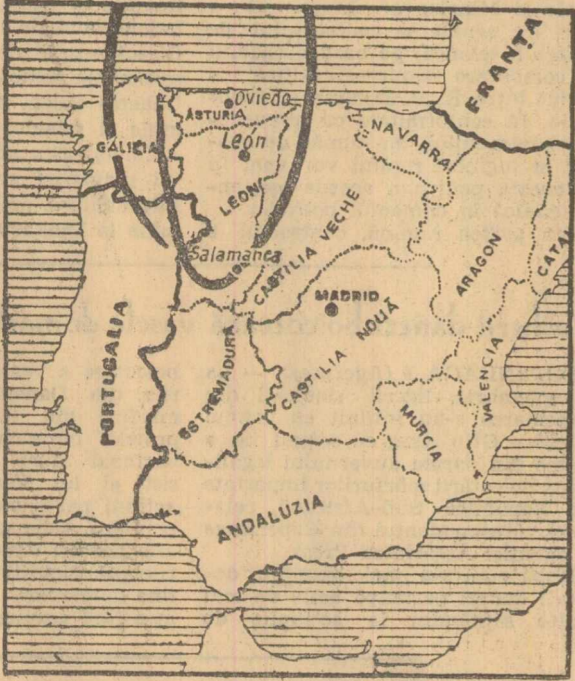 FRANȚA
Oviedo
ASTURIA
NAVARRA
GALICIA
León
LEON
CASTILIA VECHE
ARAGON
CATA
Salamanca
MADRID
CASTILIA NOUĂ
PORTUGALIA
ESTREMADURA
VALENCIA
MURCIA
ANDALUZIA